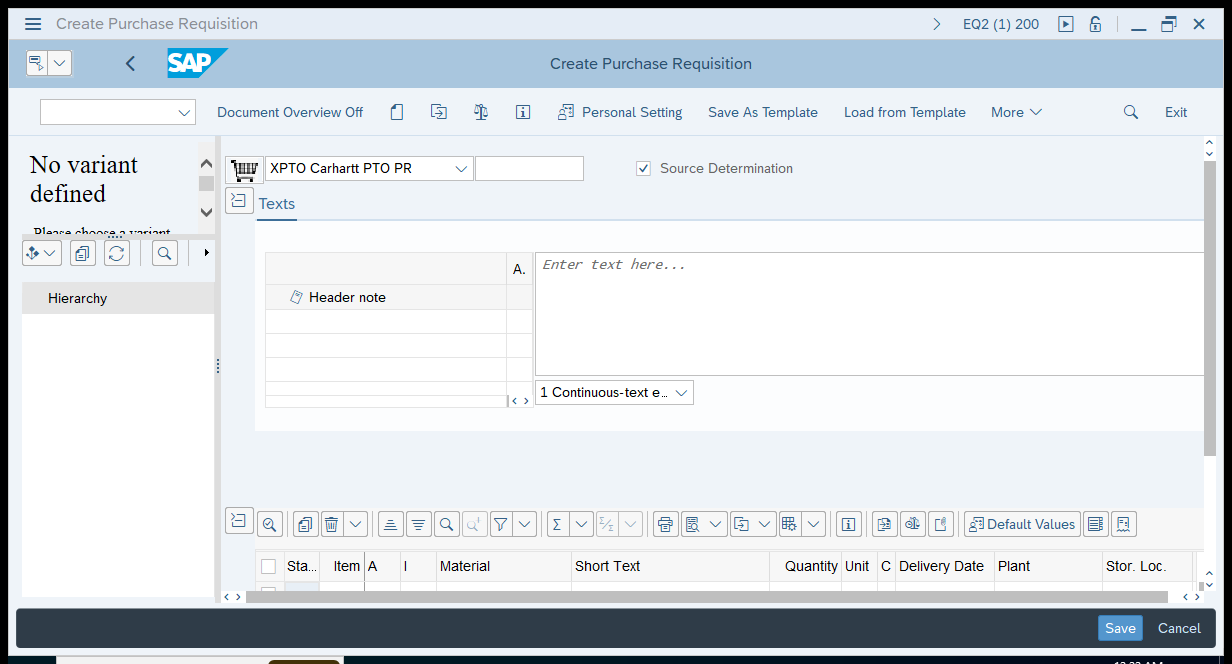 Create Purchase Requisition
EQ2 (1) 200
SAP
Create Purchase Requisition
Document Overview Off
Personal Setting
Save As Template
Load from Template
More
Exit
No variant
defined
Please choose a variant
XPTO Carhartt PTO PR
Source Determination
Texts
A.
Enter text here...
Hierarchy
Header note
1 Continuous-text e...
Default Values
Sta... Item A I Material Short Text Quantity Unit C Delivery Date Plant Stor. Loc.
Save
Cancel